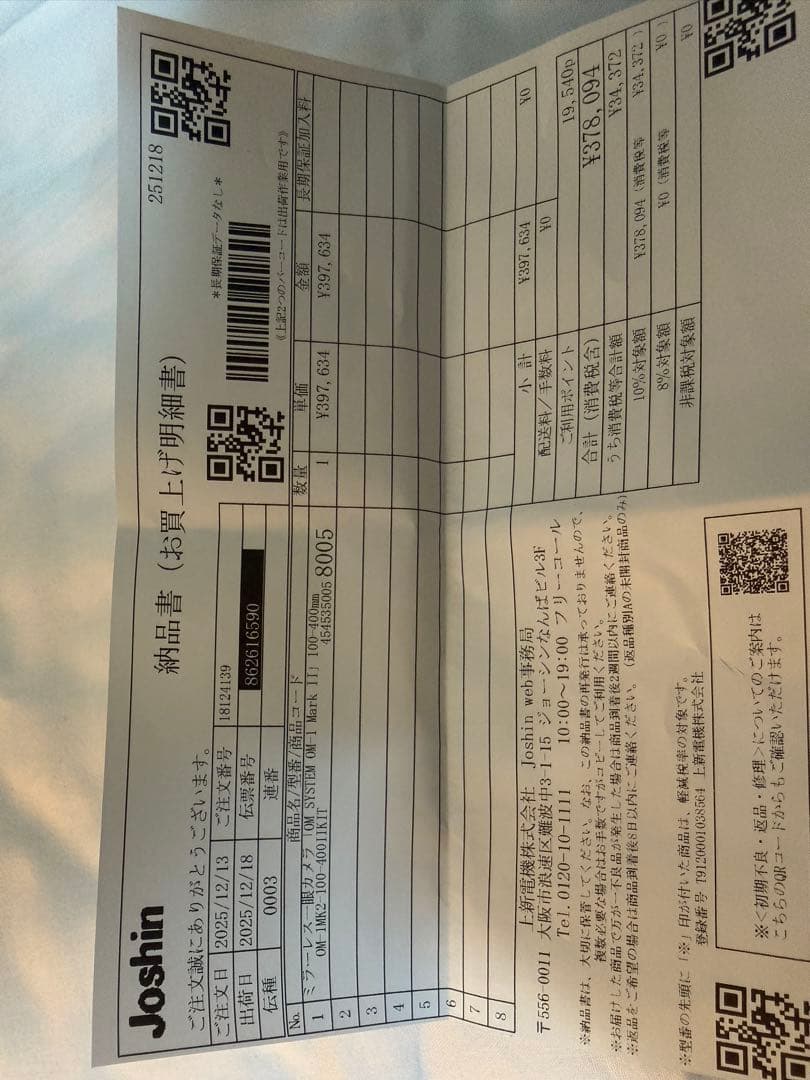 Joshin
納品書（お買上げ明細書）
251218
ご注文誠にありがとうございます。
ご注文日 2025/12/13 ご注文番号 18124139
出荷日 2025/12/18 伝票番号 862616590
伝種 0003 連番
*長期保証データなし*
《上記2つのバーコードは出荷作業用です》
No. 商品名/型番/商品コード 数量 単価 金額 長期保証加入料
1 ミラーレス一眼カメラ「OM SYSTEM OM-1 Mark II」100-400mm
OM-1MK2-100-400IIKIT 4545350058005 1 ¥397,634 ¥397,634
2
3
4
5
6
7
8
小計 ¥397,634 ¥0
配送料/手数料 ¥0
ご利用ポイント 19,540p
合計（消費税含） ¥378,094
うち消費税等合計額 ¥34,372
10%対象額 ¥378,094（消費税等 ¥34,372）
8%対象額 ¥0（消費税等 ¥0）
非課税対象額 ¥0
上新電機株式会社 Joshin web事務局
〒556-0011 大阪市浪速区難波中3-1-15 ジョーシンなんばビル3F
Tel.0120-10-1111 10:00～19:00 フリーコール
※納品書は、大切に保管してください。なお、この納品書の再発行は承っておりませんので、
複数必要な場合はお手数ですがコピーしてご利用ください。
※お届けした商品で万が一不良品が発生した場合は商品到着後2週間以内にご連絡ください。
※返品をご希望の場合は商品到着後8日以内にご連絡ください。（返品種別Aの未開封商品のみ）
※型番の先頭に「※」印が付いた商品は、軽減税率の対象です。
登録番号 T9120001038564 上新電機株式会社
※＜初期不良・返品・修理＞についてのご案内は
こちらのQRコードからもご確認いただけます。